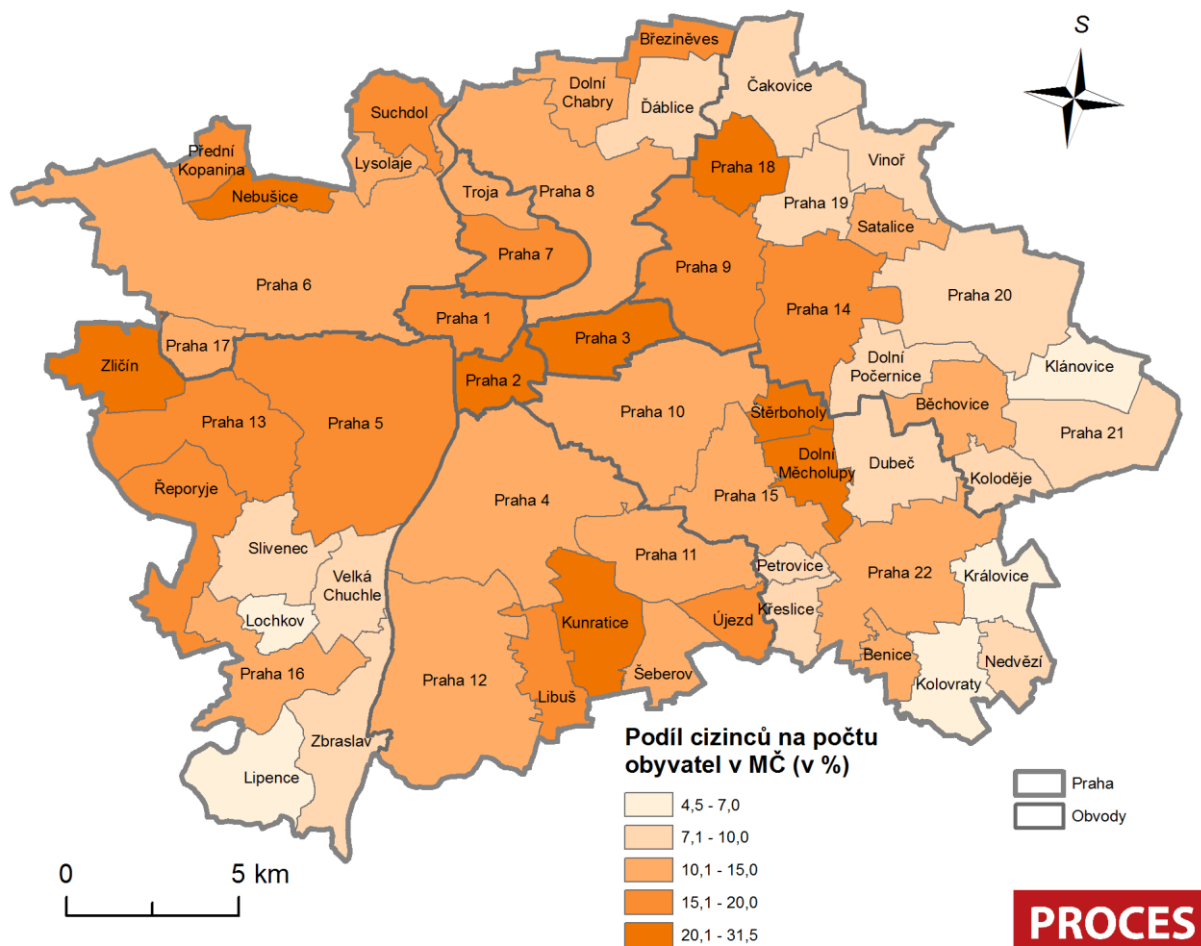 S
Březiněves
Dolní
Chabry
Ďáblice
Čakovice
Suchdol
Přední
Kopanina
Lysolaje
Nebušice
Troja
Praha 8
Praha 18
Vinoř
Praha 19
Satalice
Praha 7
Praha 9
Praha 6
Praha 20
Praha 14
Praha 1
Praha 3
Praha 17
Zličín
Praha 2
Dolní
Počernice
Klánovice
Praha 13
Praha 5
Praha 10
Štěrboholy
Běchovice
Praha 21
Dolní
Měcholupy
Dubeč
Koloděje
Řeporyje
Praha 4
Praha 15
Slivenec
Velká
Chuchle
Praha 11
Petrovice
Praha 22
Královice
Lochkov
Kunratice
Újezd
Křeslice
Benice
Nedvězí
Kolovraty
Praha 16
Praha 12
Libuš
Šeberov
Zbraslav
Lipence
Podíl cizinců na počtu
obyvatel v MČ (v %)
4,5 - 7,0
7,1 - 10,0
10,1 - 15,0
15,1 - 20,0
20,1 - 31,5
Praha
Obvody
0 5 km
PROCES